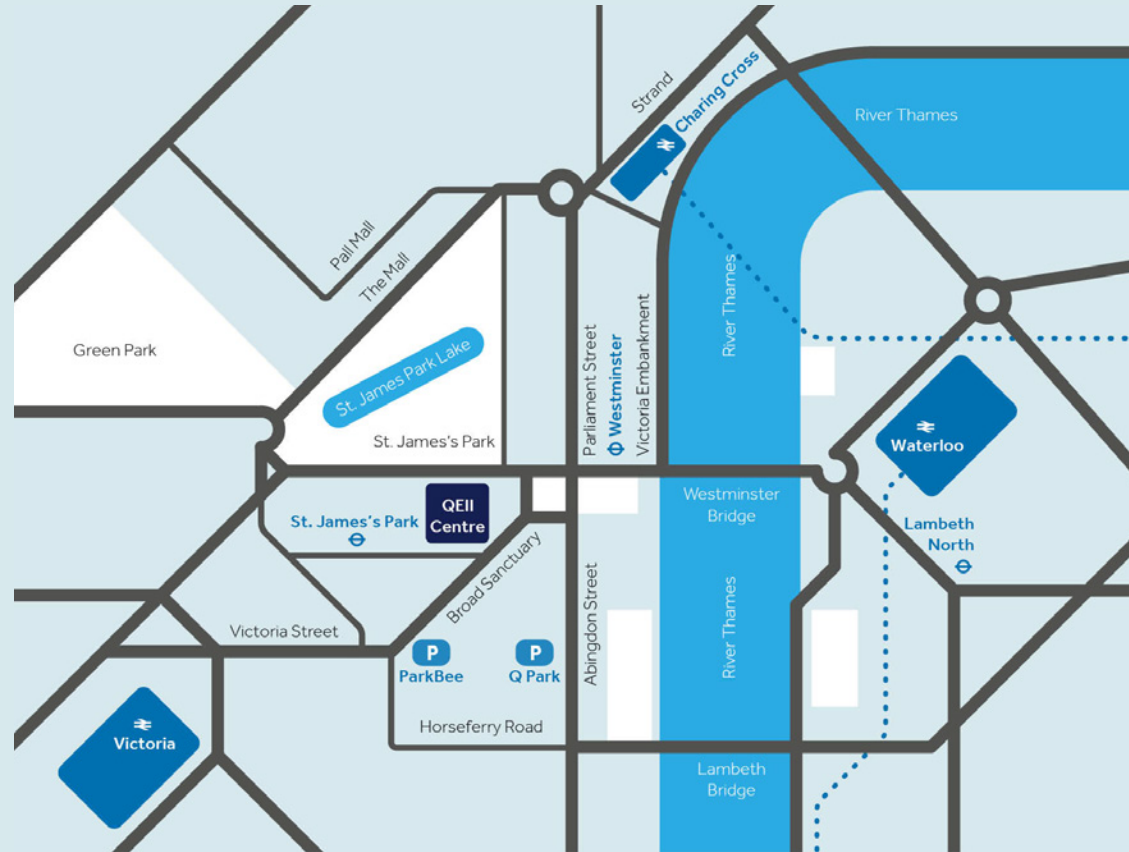 Strand
Charing Cross
River Thames
Pall Mall
The Mall
River Thames
Green Park
St. James Park Lake
Parliament Street
Westminster
Victoria Embankment
St. James's Park
Waterloo
QEII
Centre
Westminster
Bridge
St. James's Park
Lambeth
North
Broad Sanctuary
Abingdon Street
River Thames
Victoria Street
P
ParkBee
P
Q Park
Horseferry Road
Victoria
Lambeth
Bridge